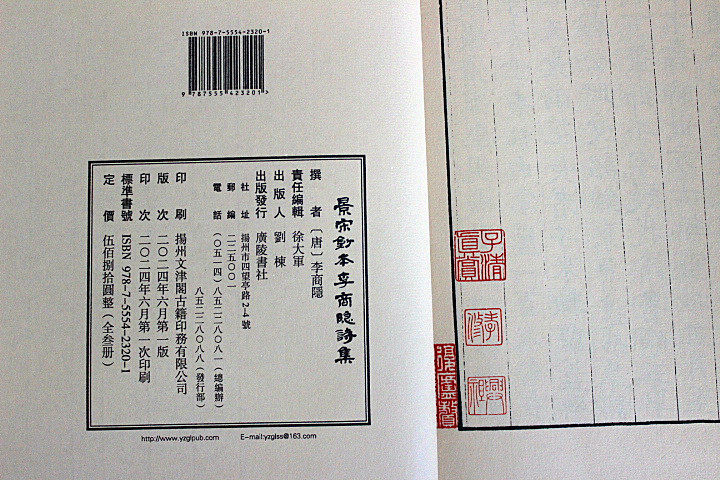 ISBN 978-7-5554-2320-1
9 787555 423201 >
景宋鈔本李商隐詩集
撰 者 〔唐〕李商隱
責任編輯 徐大軍
出 版 人 劉 棟
出版發行 廣陵書社
社 址 揚州市四望亭路2-4號
郵 編 二二五〇〇一
電 話 (〇五一四)八五二二八〇八一(總編辦)
八五二二八〇八八(發行部)
印 刷 揚州文津閣古籍印務有限公司
版 次 二〇二四年六月第一版
印 次 二〇二四年六月第一次印刷
標準書號 ISBN 978-7-5554-2320-1
定 價 伍佰捌拾圓整(全叁册)
http://www.yzglpub.com E-mail:yzglss@163.com
子清
真賞